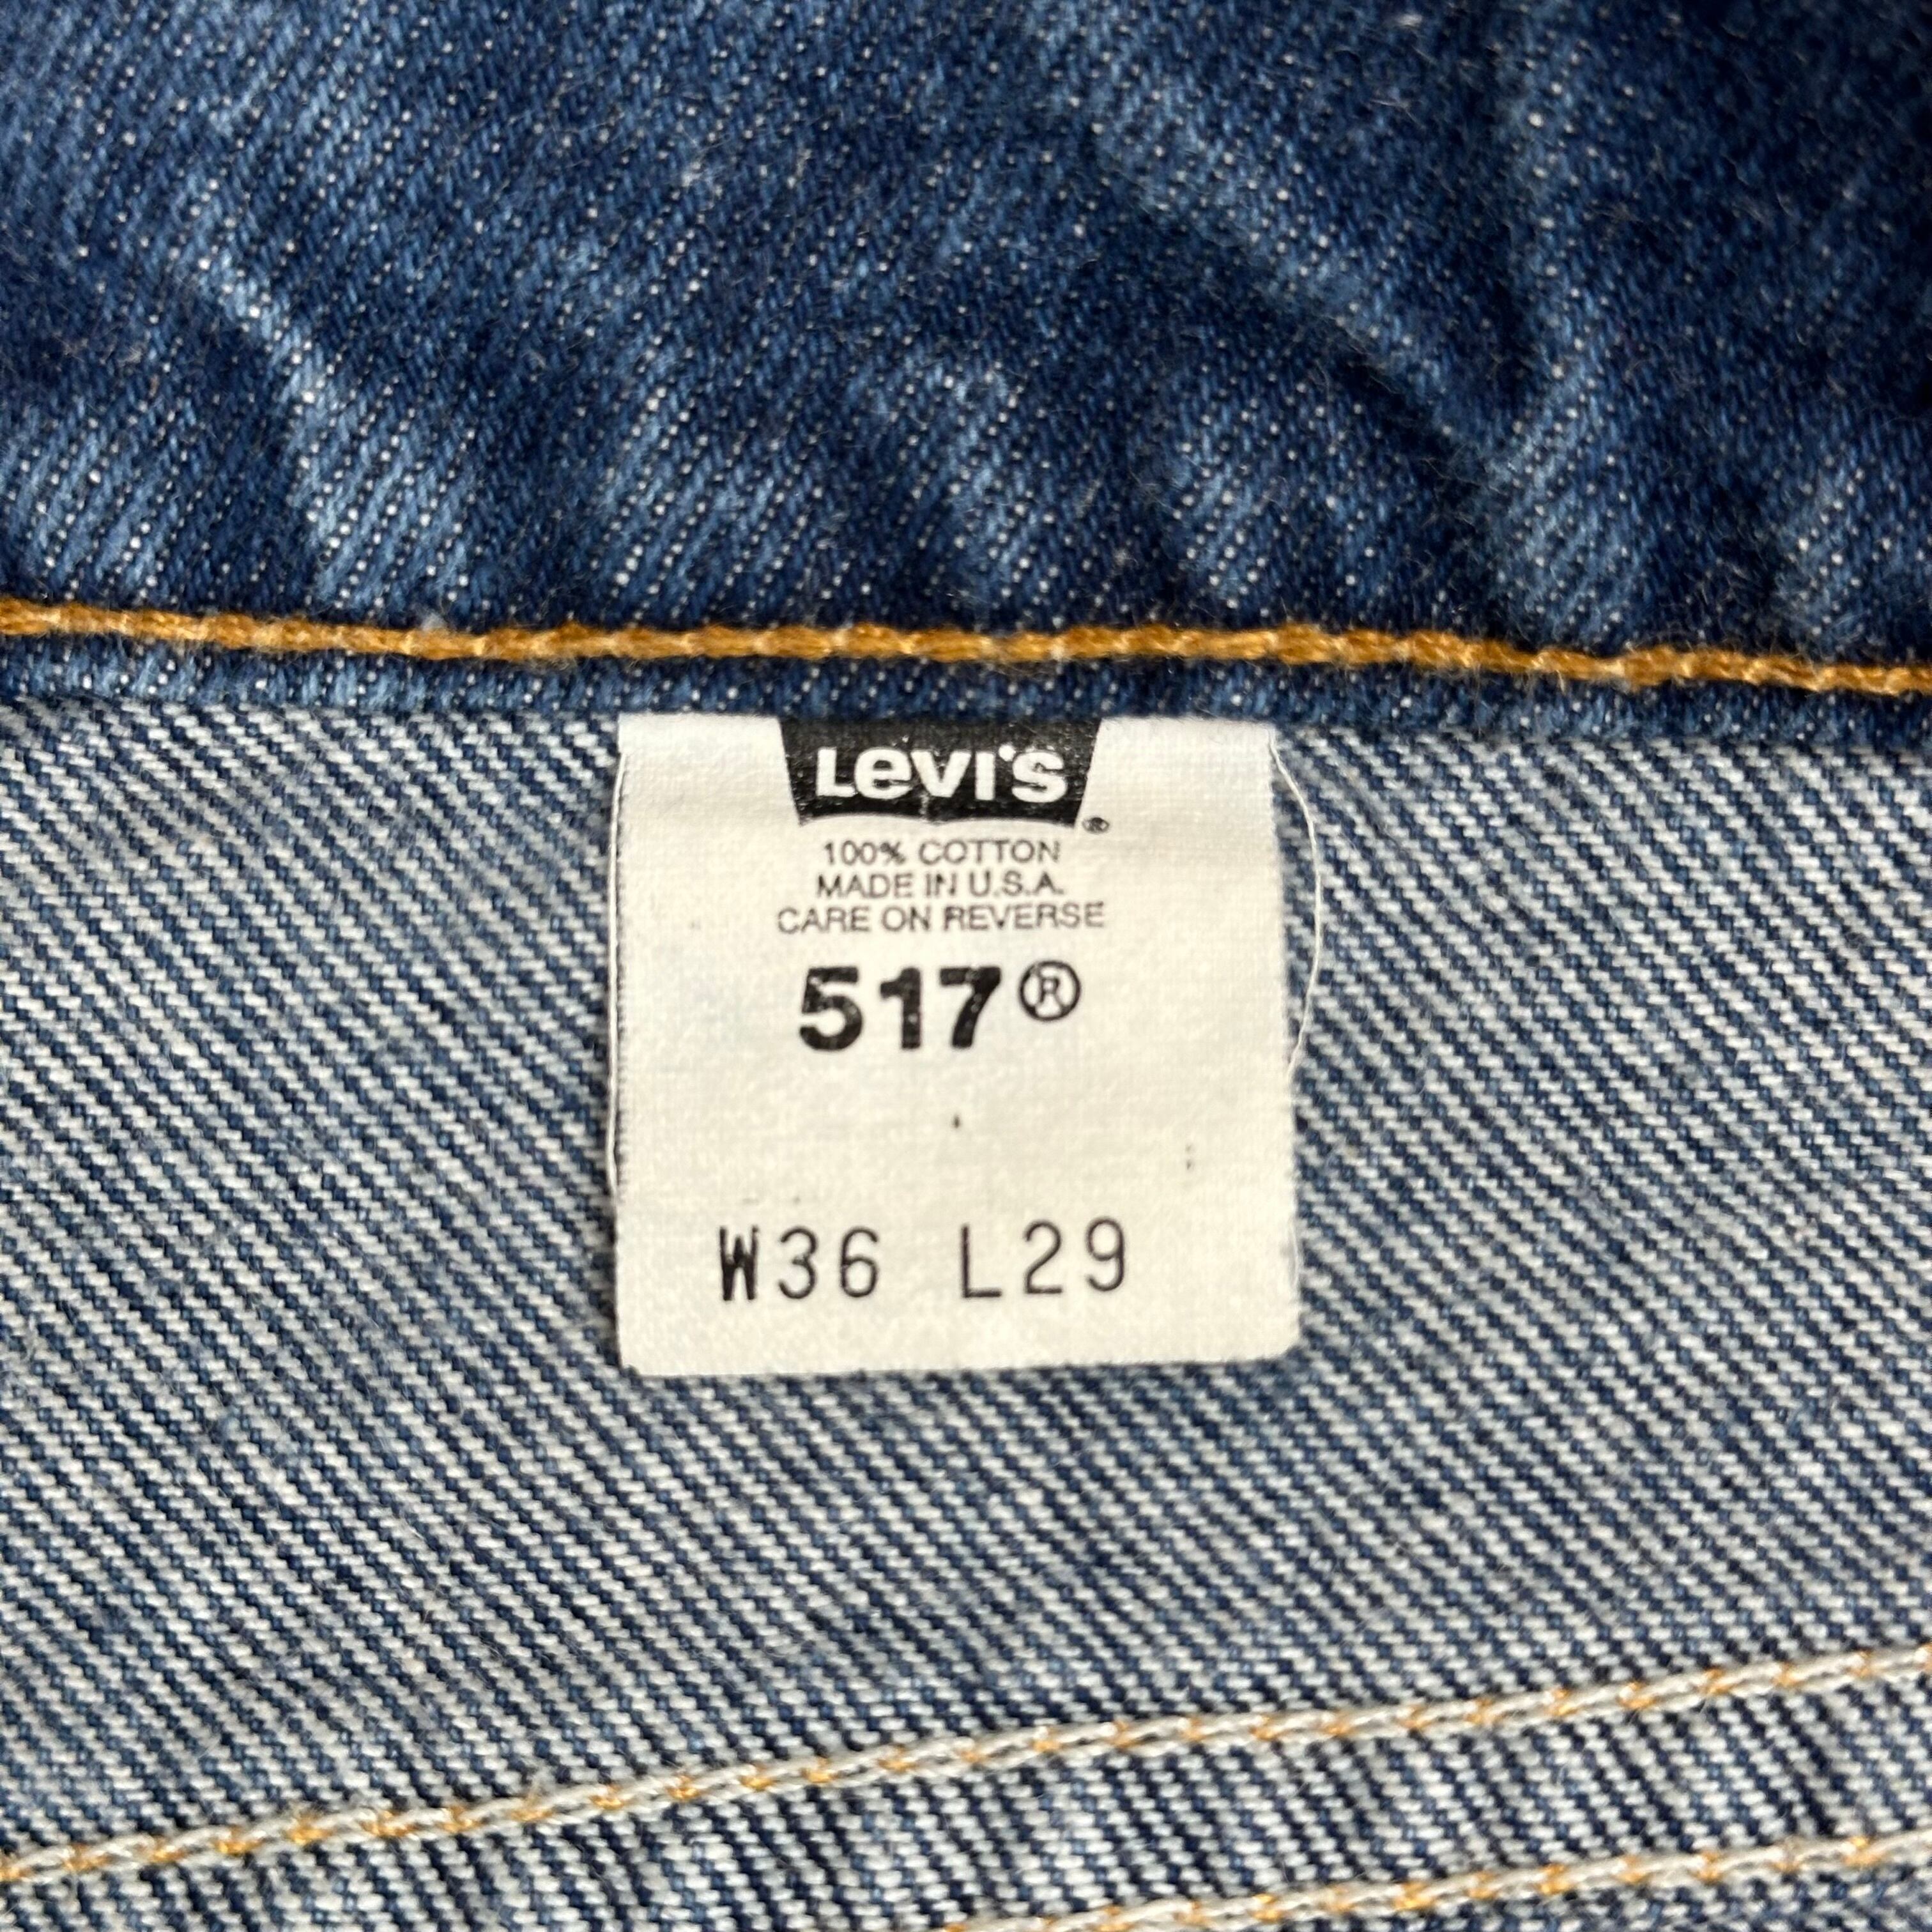 Levi's
®
100% COTTON
MADE IN U.S.A.
CARE ON REVERSE
517®
W36 L29